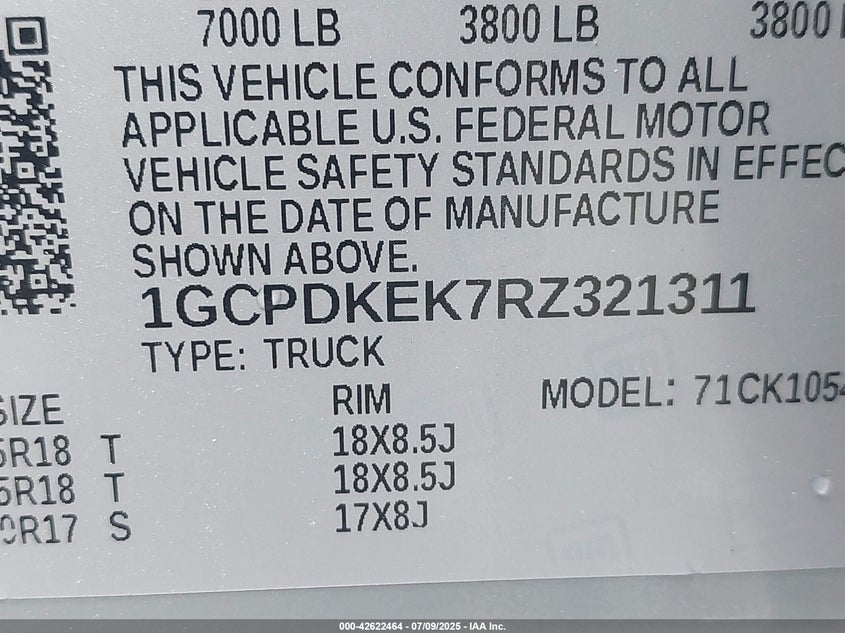 7000 LB 3800 LB 3800
THIS VEHICLE CONFORMS TO ALL
APPLICABLE U.S. FEDERAL MOTOR
VEHICLE SAFETY STANDARDS IN EFFEC
ON THE DATE OF MANUFACTURE
SHOWN ABOVE.
1GCPDKEK7RZ321311
TYPE: TRUCK
MODEL: 71CK1054
SIZE RIM
5R18 T 18X8.5J
5R18 T 18X8.5J
0R17 S 17X8J
000-42622464 - 07/09/2025 - IAA Inc.